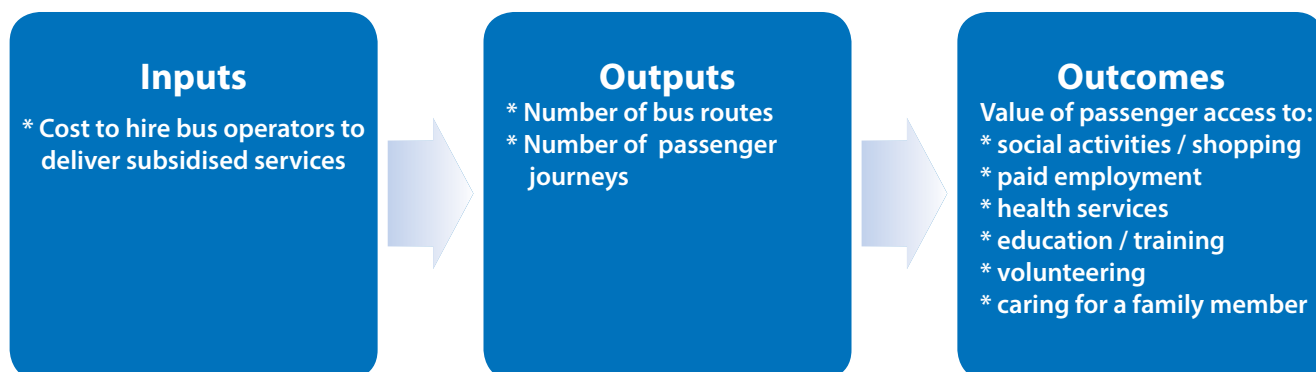 Inputs
* Cost to hire bus operators to
deliver subsidised services
Outputs
* Number of bus routes
* Number of passenger
journeys
Outcomes
Value of passenger access to:
* social activities / shopping
* paid employment
* health services
* education / training
* volunteering
* caring for a family member